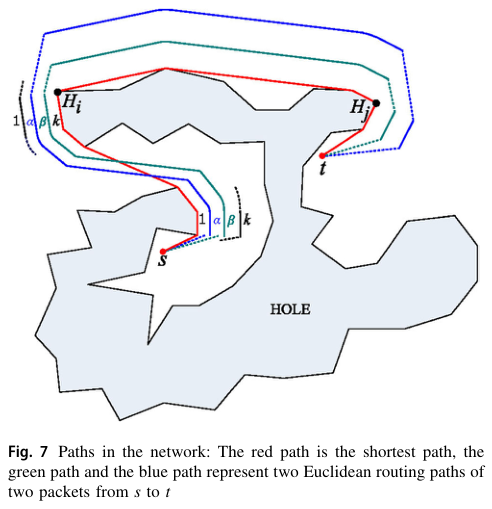 H_i
H_j
1 α β k
t
1 α β k
s
HOLE
Fig. 7 Paths in the network: The red path is the shortest path, the
green path and the blue path represent two Euclidean routing paths of
two packets from s to t